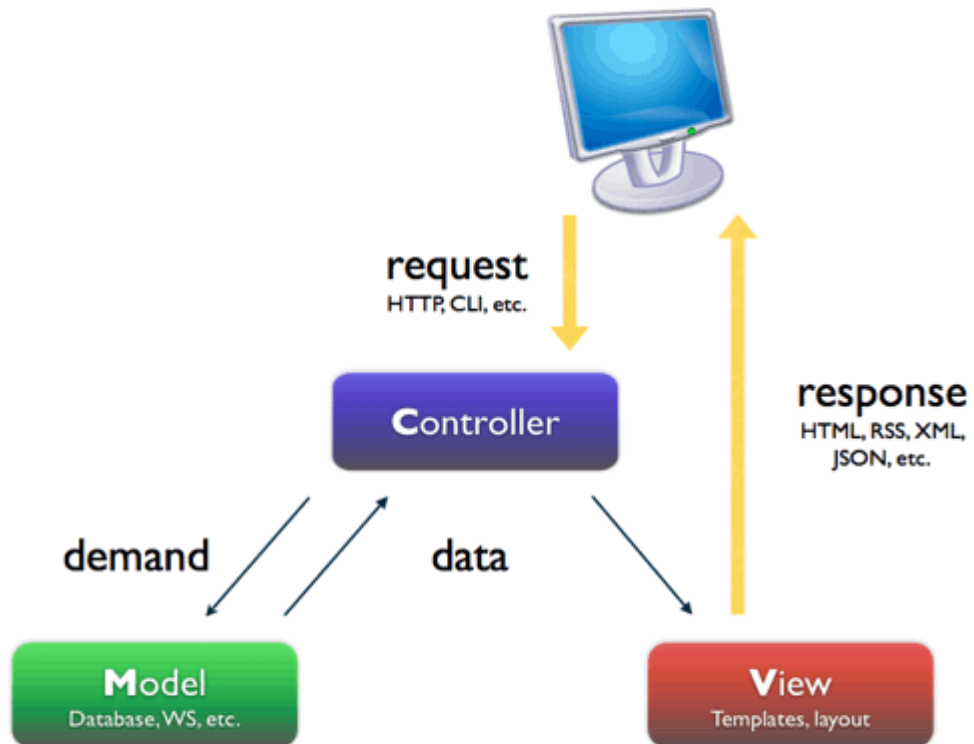 request
HTTP, CLI, etc.
Controller
response
HTML, RSS, XML,
JSON, etc.
demand
data
Model
Database, WS, etc.
View
Templates, layout